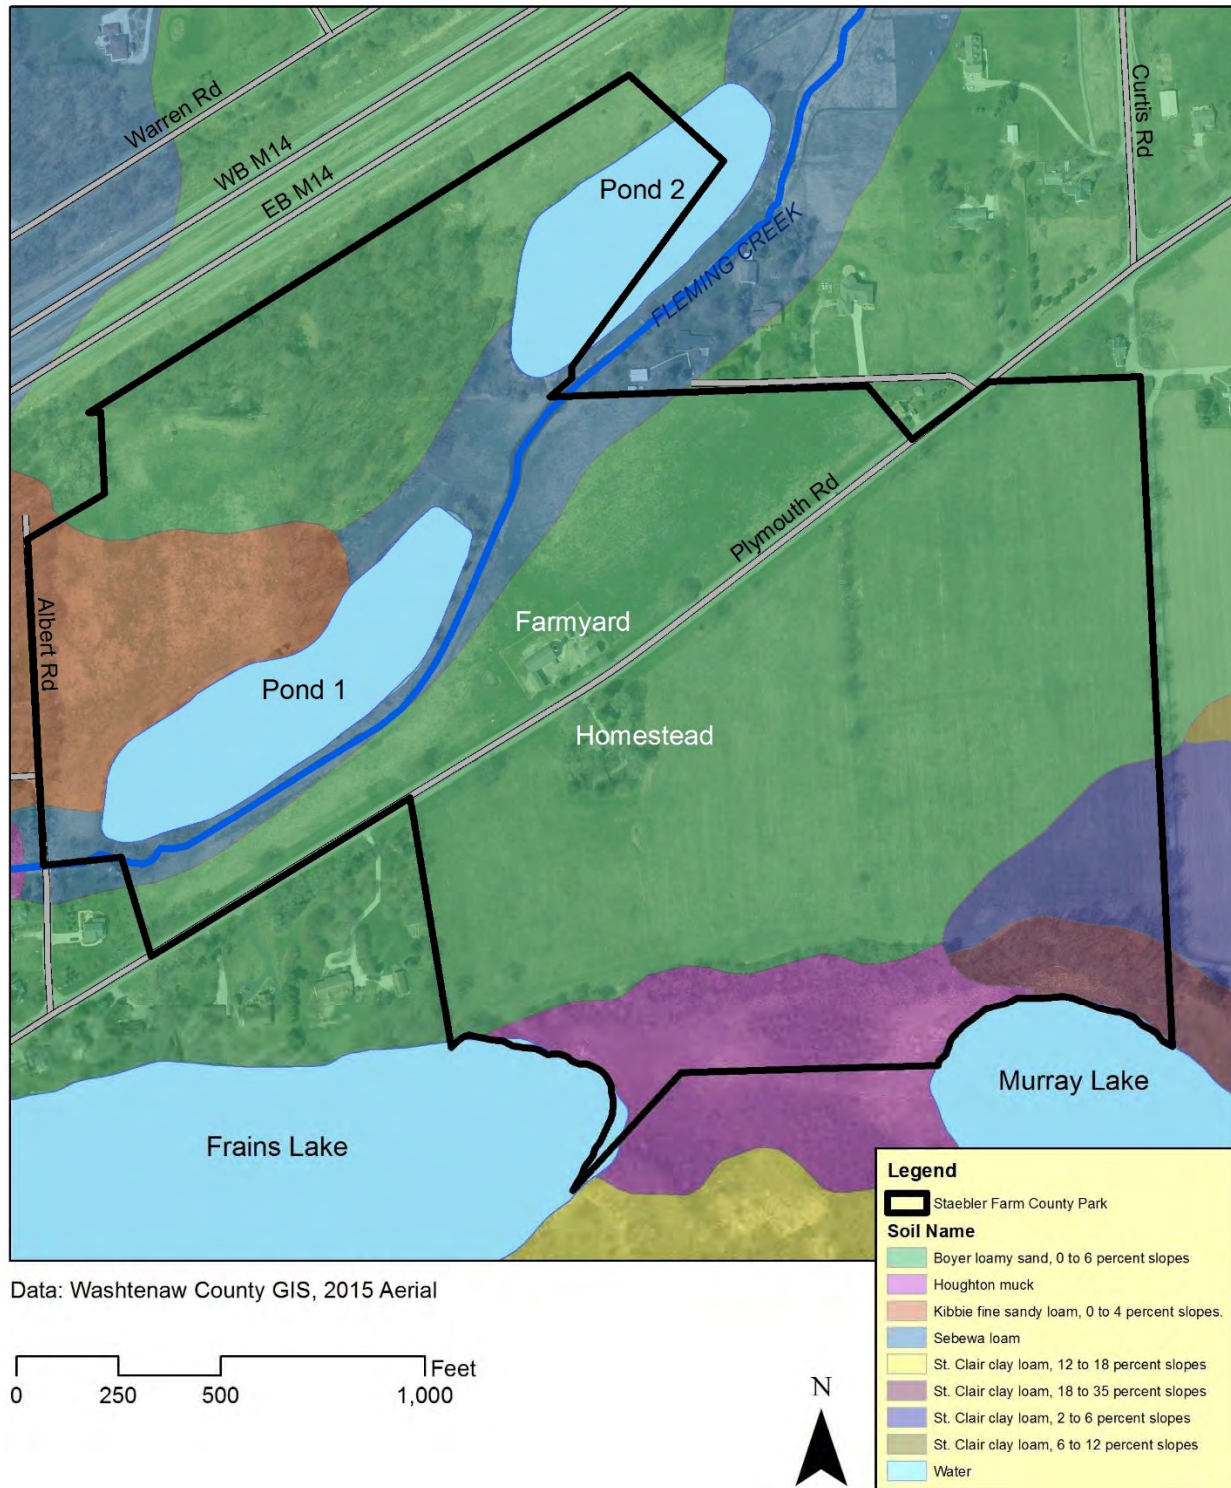 Warren Rd
WB M14
EB M14
Curtis Rd
Pond 2
FLEMING CREEK
Plymouth Rd
Farmyard
Albert Rd
Pond 1
Homestead
Murray Lake
Frains Lake
Legend
Staebler Farm County Park
Soil Name
Boyer loamy sand, 0 to 6 percent slopes
Houghton muck
Kibbie fine sandy loam, 0 to 4 percent slopes.
Sebewa loam
St. Clair clay loam, 12 to 18 percent slopes
St. Clair clay loam, 18 to 35 percent slopes
St. Clair clay loam, 2 to 6 percent slopes
St. Clair clay loam, 6 to 12 percent slopes
Water
Data: Washtenaw County GIS, 2015 Aerial
Feet
0 250 500 1,000
N